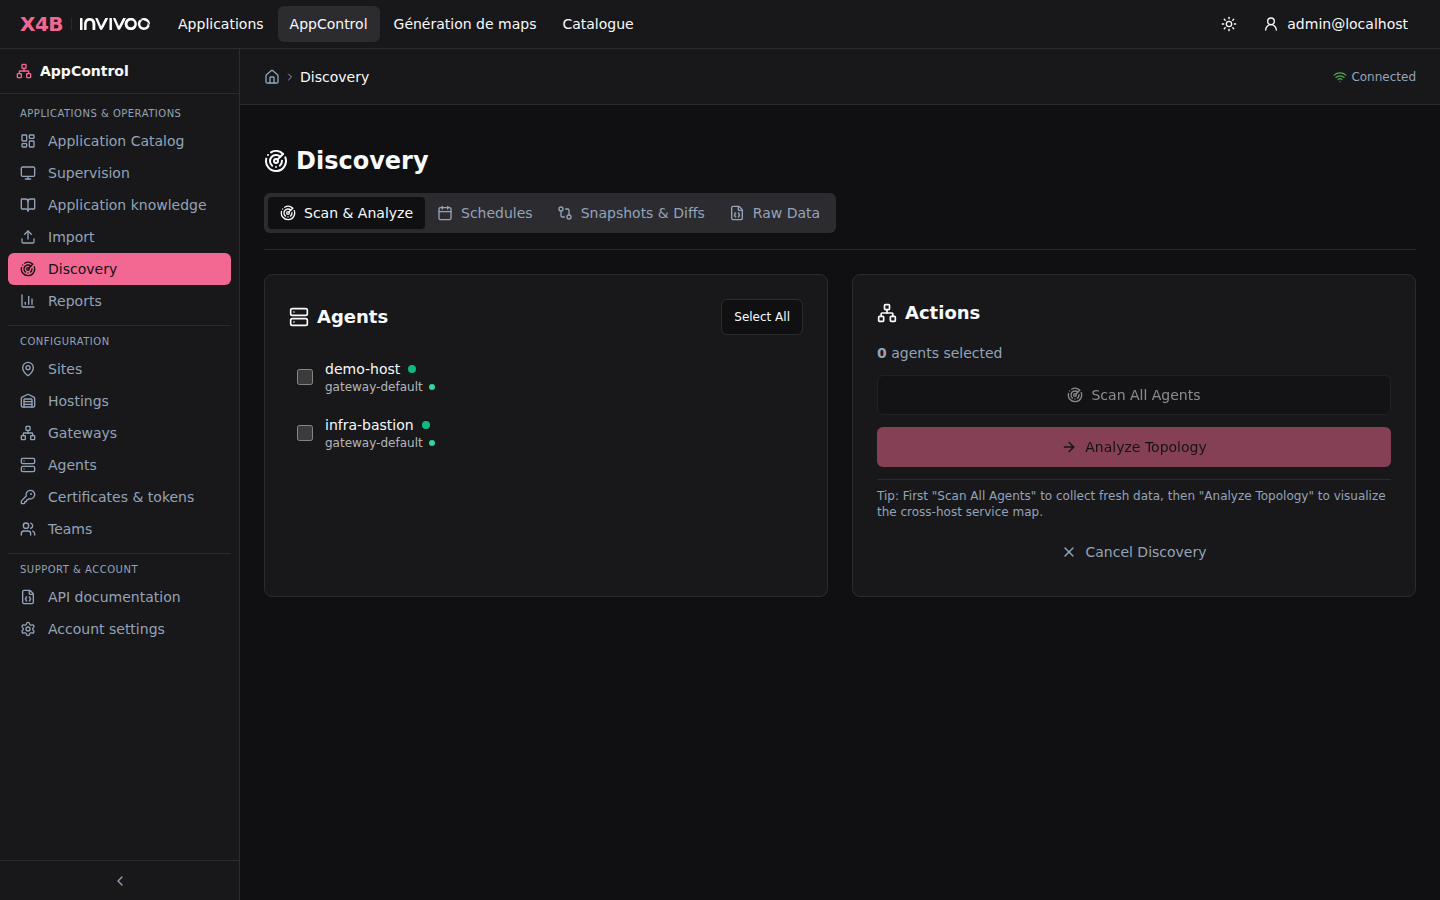 X4B INVIVOO Applications AppControl Génération de maps Catalogue admin@localhost
AppControl
Discovery
Connected
APPLICATIONS & OPERATIONS
Application Catalog
Supervision
Application knowledge
Import
Discovery
Reports
CONFIGURATION
Sites
Hostings
Gateways
Agents
Certificates & tokens
Teams
SUPPORT & ACCOUNT
API documentation
Account settings
Discovery
Scan & Analyze Schedules Snapshots & Diffs Raw Data
Agents
Select All
demo-host
gateway-default
infra-bastion
gateway-default
Actions
0 agents selected
Scan All Agents
Analyze Topology
Tip: First "Scan All Agents" to collect fresh data, then "Analyze Topology" to visualize
the cross-host service map.
Cancel Discovery